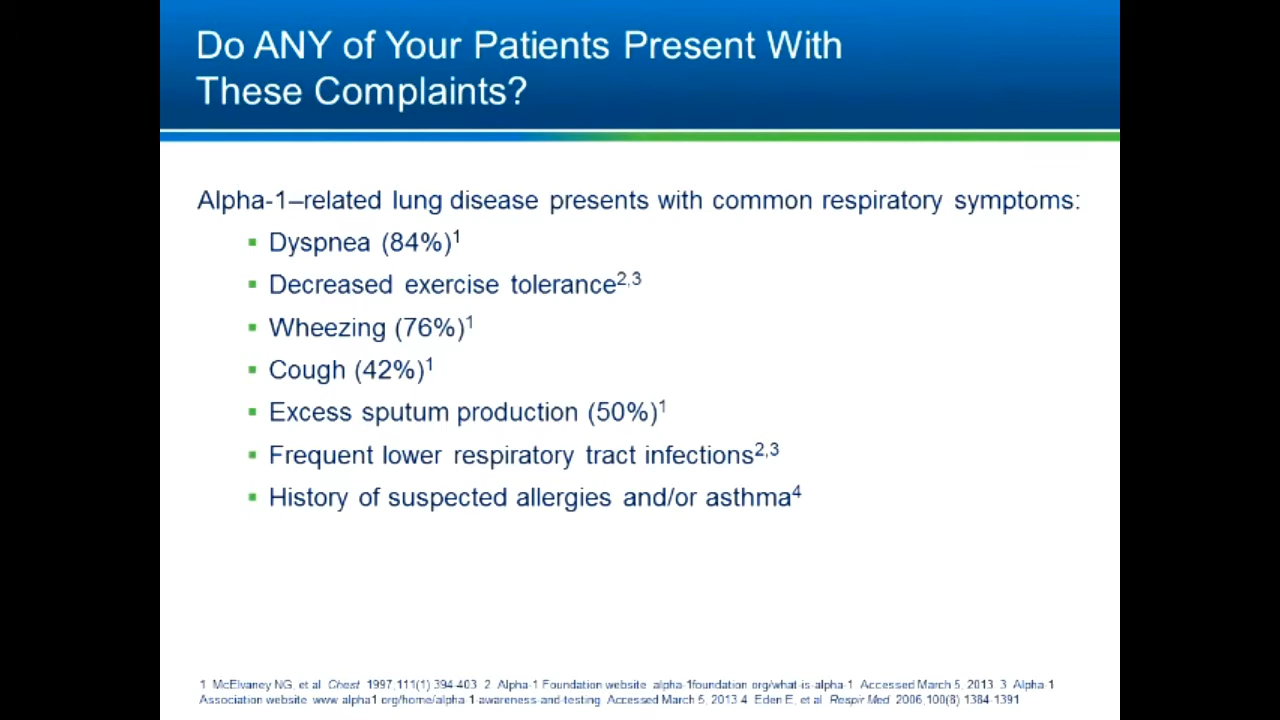 Do ANY of Your Patients Present With
These Complaints?
Alpha-1–related lung disease presents with common respiratory symptoms:
▪ Dyspnea (84%)1
▪ Decreased exercise tolerance2,3
▪ Wheezing (76%)1
▪ Cough (42%)1
▪ Excess sputum production (50%)1
▪ Frequent lower respiratory tract infections2,3
▪ History of suspected allergies and/or asthma4
1 McElvaney NG, et al Chest 1997,111(1) 394-403 2 Alpha-1 Foundation website alpha-1foundation org/what-is-alpha-1 Accessed March 5, 2013 3 Alpha-1
Association website www alpha1 org/home/alpha 1-awareness-and-testing Accessed March 5, 2013 4 Eden E, et al Respir Med 2006,100(8) 1384-1391